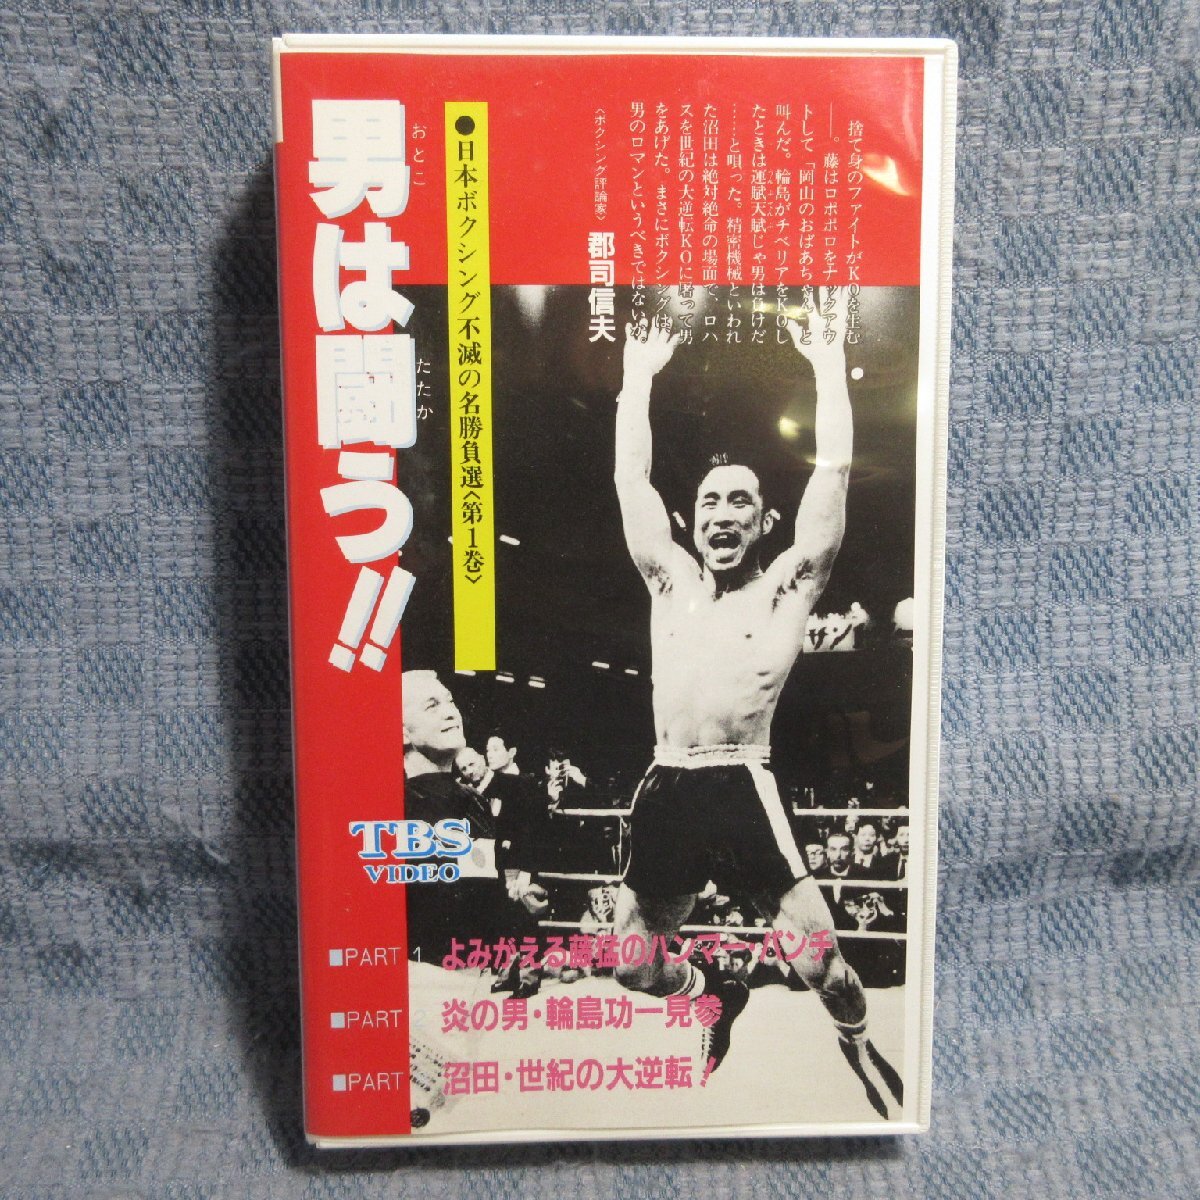 捨て身のファイトがKOを生む
――。藤はロポポロをナックアウ
トして「岡山のおばあちゃん」と
叫んだ。輪島がチベリアをKOし
たときは運賦天賦じゃ男は負けだ
……と唄った。精密機械といわれ
た沼田は絶対絶命の場面で、ロハ
スを世紀の大逆転KOに屠って男
をあげた。まさにボクシングは、
男のロマンというべきではないか。
〈ボクシング評論家〉 郡司信夫
●日本ボクシング不滅の名勝負選〈第1巻〉
男は闘う!!
おとこ
たたか
TBS
VIDEO
■PART 1 よみがえる藤猛のハンマー・パンチ
■PART 炎の男・輪島功一見参
■PART 沼田・世紀の大逆転!